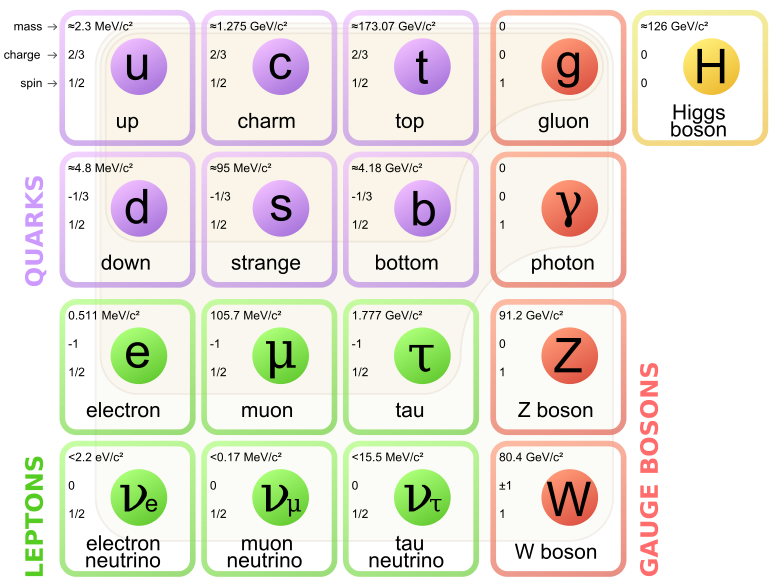 mass → ≈2.3 MeV/c² ≈1.275 GeV/c² ≈173.07 GeV/c² 0 ≈126 GeV/c²
charge → 2/3 2/3 2/3 0 0
spin → 1/2 1/2 1/2 1 0
u c t g H
up charm top gluon Higgs boson
QUARKS
≈4.8 MeV/c² ≈95 MeV/c² ≈4.18 GeV/c² 0
-1/3 -1/3 -1/3 0
1/2 1/2 1/2 1
d s b γ
down strange bottom photon
0.511 MeV/c² 105.7 MeV/c² 1.777 GeV/c² 91.2 GeV/c²
-1 -1 -1 0
1/2 1/2 1/2 1
e μ τ Z
electron muon tau Z boson
LEPTONS
<2.2 eV/c² <0.17 MeV/c² <15.5 MeV/c² 80.4 GeV/c²
0 0 0 ±1
1/2 1/2 1/2 1
νe νμ ντ W
electron neutrino muon neutrino tau neutrino W boson
GAUGE BOSONS